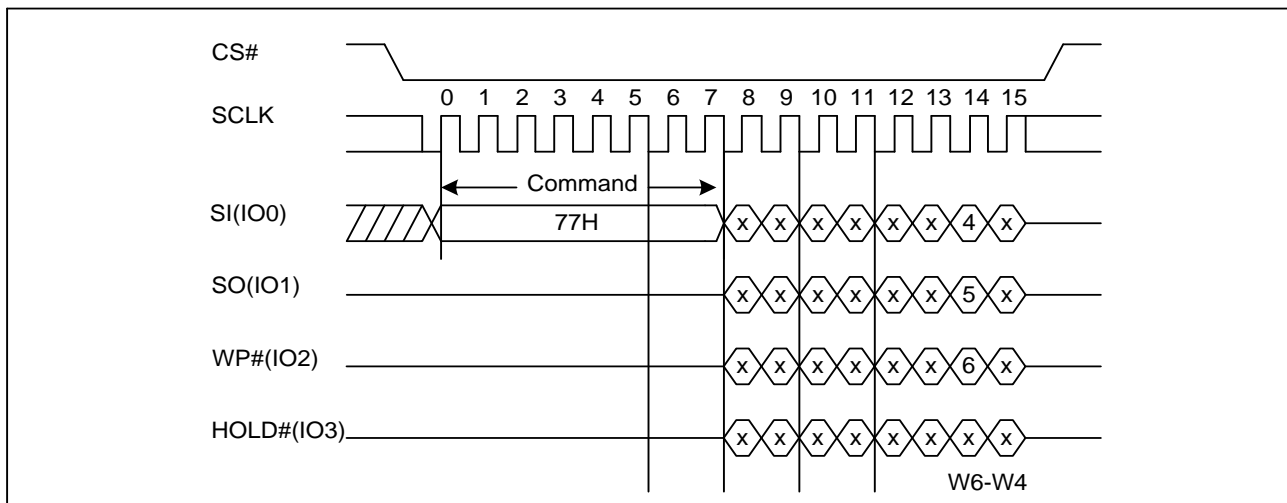 CS#
0 1 2 3 4 5 6 7 8 9 10 11 12 13 14 15
SCLK
Command
SI(IO0) 77H x x x x x x 4 x
SO(IO1) x x x x x x 5 x
WP#(IO2) x x x x x x 6 x
HOLD#(IO3) x x x x x x x x
W6-W4